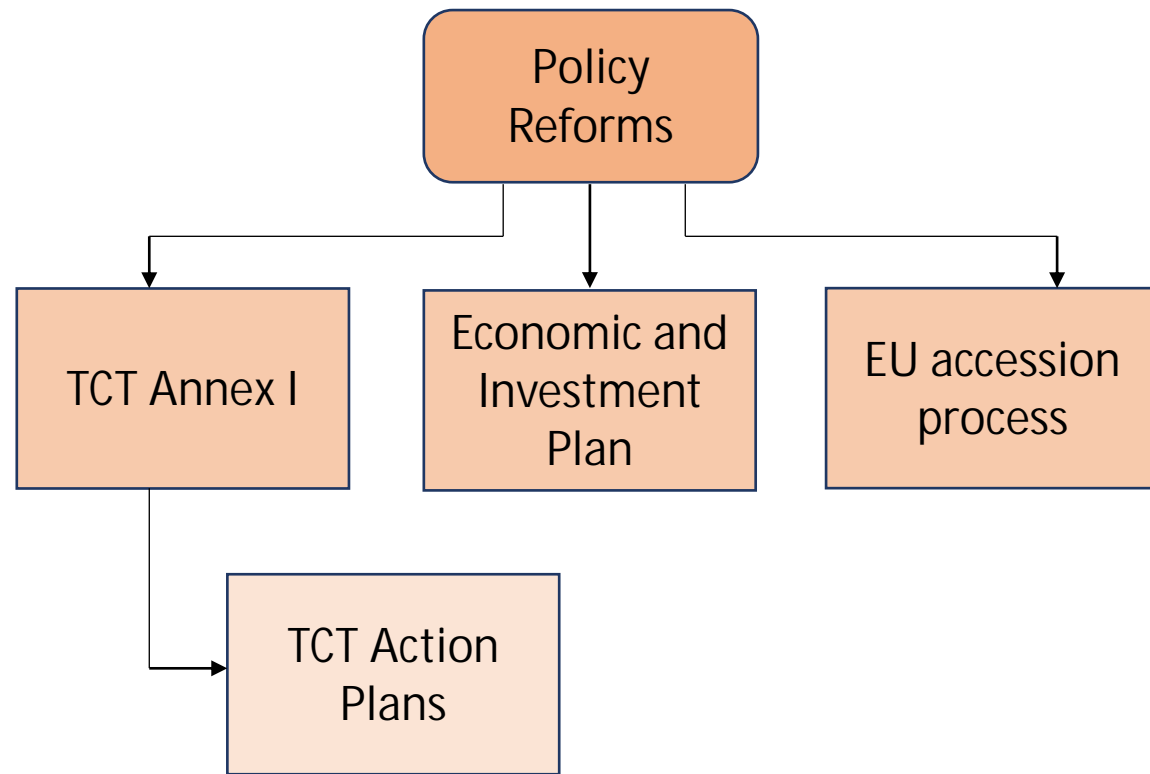 Policy
Reforms
TCT Annex I
Economic and
Investment
Plan
EU accession
process
TCT Action
Plans